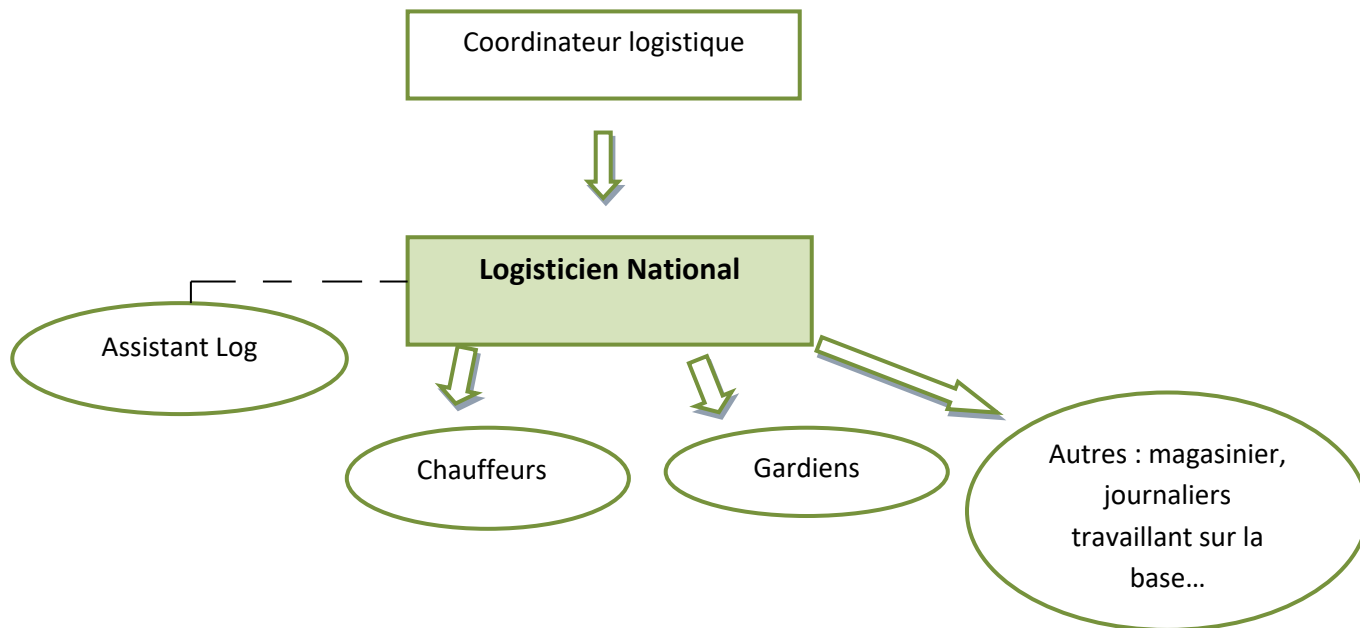 Coordinateur logistique
Logisticien National
Assistant Log
Chauffeurs
Gardiens
Autres : magasinier,
journaliers
travaillant sur la
base…